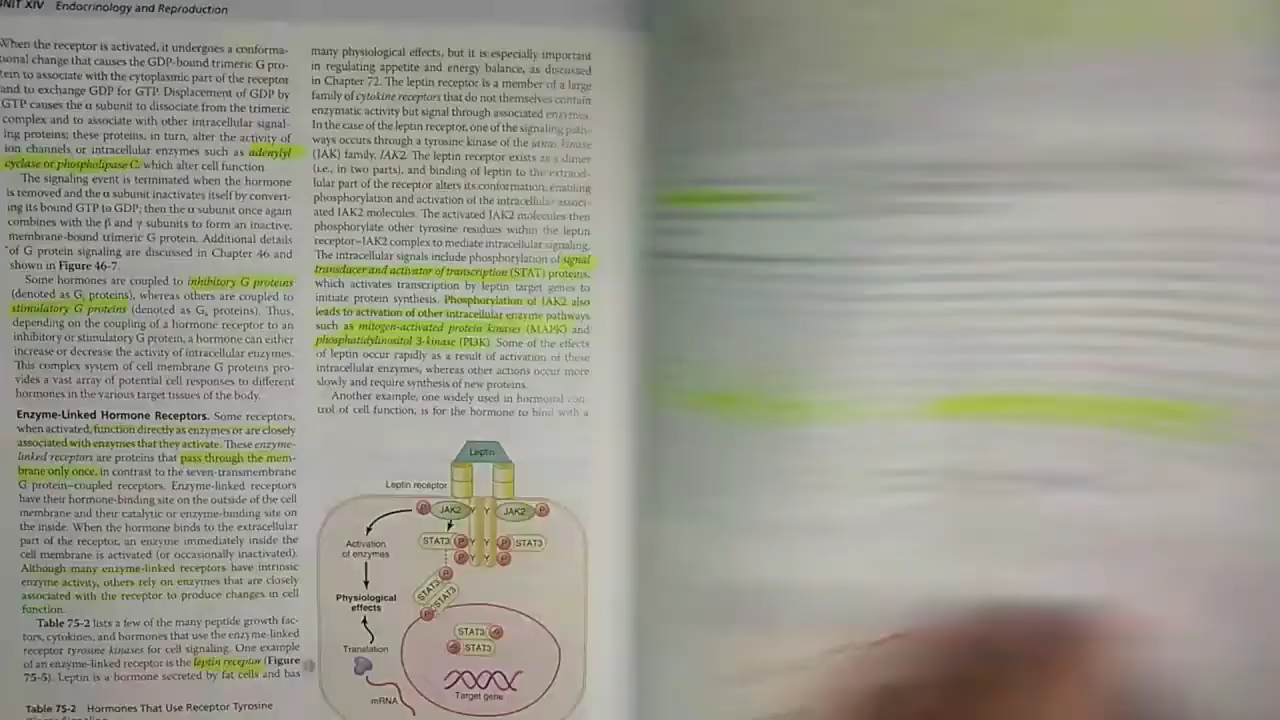 UNIT XIV Endocrinology and Reproduction
When the receptor is activated, it undergoes a conforma-
tional change that causes the GDP-bound trimeric G pro-
tein to associate with the cytoplasmic part of the receptor
and to exchange GDP for GTP. Displacement of GDP by
GTP causes the α subunit to dissociate from the trimeric
complex and to associate with other intracellular signal-
ing proteins; these proteins, in turn, alter the activity of
ion channels or intracellular enzymes such as adenylyl
cyclase or phospholipase C, which alter cell function.
The signaling event is terminated when the hormone
is removed and the α subunit inactivates itself by convert-
ing its bound GTP to GDP; then the α subunit once again
combines with the β and γ subunits to form an inactive,
membrane-bound trimeric G protein. Additional details
of G protein signaling are discussed in Chapter 46 and
shown in Figure 46-7.
Some hormones are coupled to inhibitory G proteins
(denoted as Gi proteins), whereas others are coupled to
stimulatory G proteins (denoted as Gs proteins). Thus,
depending on the coupling of a hormone receptor to an
inhibitory or stimulatory G protein, a hormone can either
increase or decrease the activity of intracellular enzymes.
This complex system of cell membrane G proteins pro-
vides a vast array of potential cell responses to different
hormones in the various target tissues of the body.
Enzyme-Linked Hormone Receptors. Some receptors,
when activated, function directly as enzymes or are closely
associated with enzymes that they activate. These enzyme-
linked receptors are proteins that pass through the mem-
brane only once, in contrast to the seven-transmembrane
G protein–coupled receptors. Enzyme-linked receptors
have their hormone-binding site on the outside of the cell
membrane and their catalytic or enzyme-binding site on
the inside. When the hormone binds to the extracellular
part of the receptor, an enzyme immediately inside the
cell membrane is activated (or occasionally inactivated).
Although many enzyme-linked receptors have intrinsic
enzyme activity, others rely on enzymes that are closely
associated with the receptor to produce changes in cell
function.
Table 75-2 lists a few of the many peptide growth fac-
tors, cytokines, and hormones that use the enzyme-linked
receptor tyrosine kinases for cell signaling. One example
of an enzyme-linked receptor is the leptin receptor (Figure
75-5). Leptin is a hormone secreted by fat cells and has
Table 75-2 Hormones That Use Receptor Tyrosine
many physiological effects, but it is especially important
in regulating appetite and energy balance, as discussed
in Chapter 72. The leptin receptor is a member of a large
family of cytokine receptors that do not themselves contain
enzymatic activity but signal through associated enzymes.
In the case of the leptin receptor, one of the signaling path-
ways occurs through a tyrosine kinase of the janus kinase
(JAK) family, JAK2. The leptin receptor exists as a dimer
(i.e., in two parts), and binding of leptin to the extracel-
lular part of the receptor alters its conformation, enabling
phosphorylation and activation of the intracellular associ-
ated JAK2 molecules. The activated JAK2 molecules then
phosphorylate other tyrosine residues within the leptin
receptor–JAK2 complex to mediate intracellular signaling.
The intracellular signals include phosphorylation of signal
transducer and activator of transcription (STAT) proteins,
which activates transcription by leptin target genes to
initiate protein synthesis. Phosphorylation of JAK2 also
leads to activation of other intracellular enzyme pathways
such as mitogen-activated protein kinases (MAPK) and
phosphatidylinositol 3-kinase (PI3K). Some of the effects
of leptin occur rapidly as a result of activation of these
intracellular enzymes, whereas other actions occur more
slowly and require synthesis of new proteins.
Another example, one widely used in hormonal con-
trol of cell function, is for the hormone to bind with a
Leptin
Leptin receptor
P JAK2 Y Y JAK2 P
Activation
of enzymes
STAT3 P Y Y P STAT3
P Y Y P
P
STAT3
STAT3
P
Physiological
effects
Translation
STAT3 P
P STAT3
Target gene
mRNA